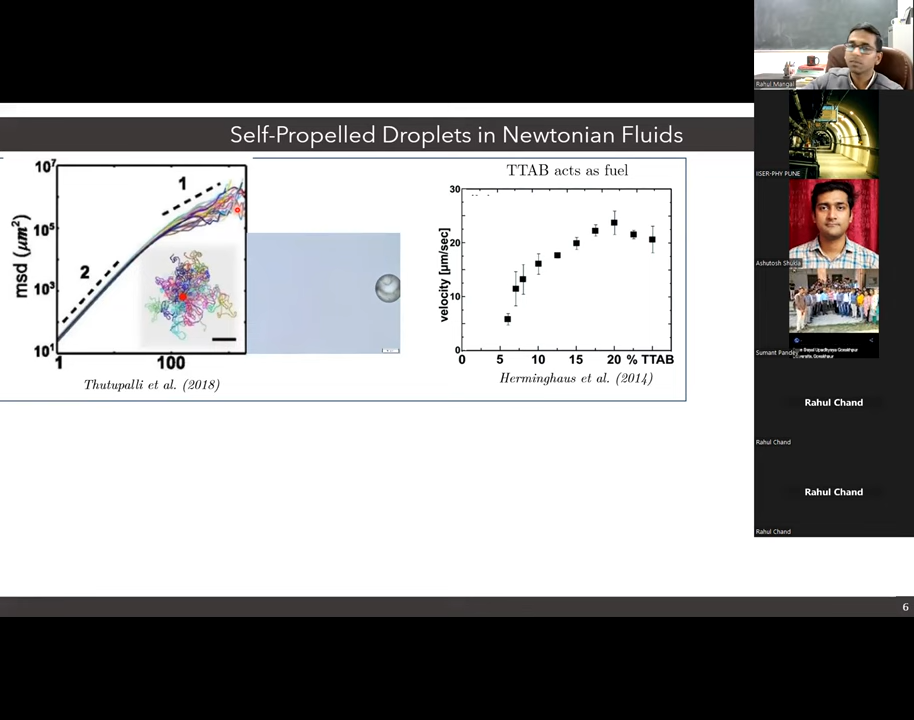 Self-Propelled Droplets in Newtonian Fluids
10⁷
10⁵
10³
10¹
msd (μm²)
1
2
1
100
Thutupalli et al. (2018)
TTAB acts as fuel
30
20
10
0
velocity [μm/sec]
0
5
10
15
20
% TTAB
Herminghaus et al. (2014)
6
Rahul Mangal
IISER-PHY PUNE
Ashutosh Shukla
Sumant Pandey
Rahul Chand
Rahul Chand
Rahul Chand
Rahul Chand